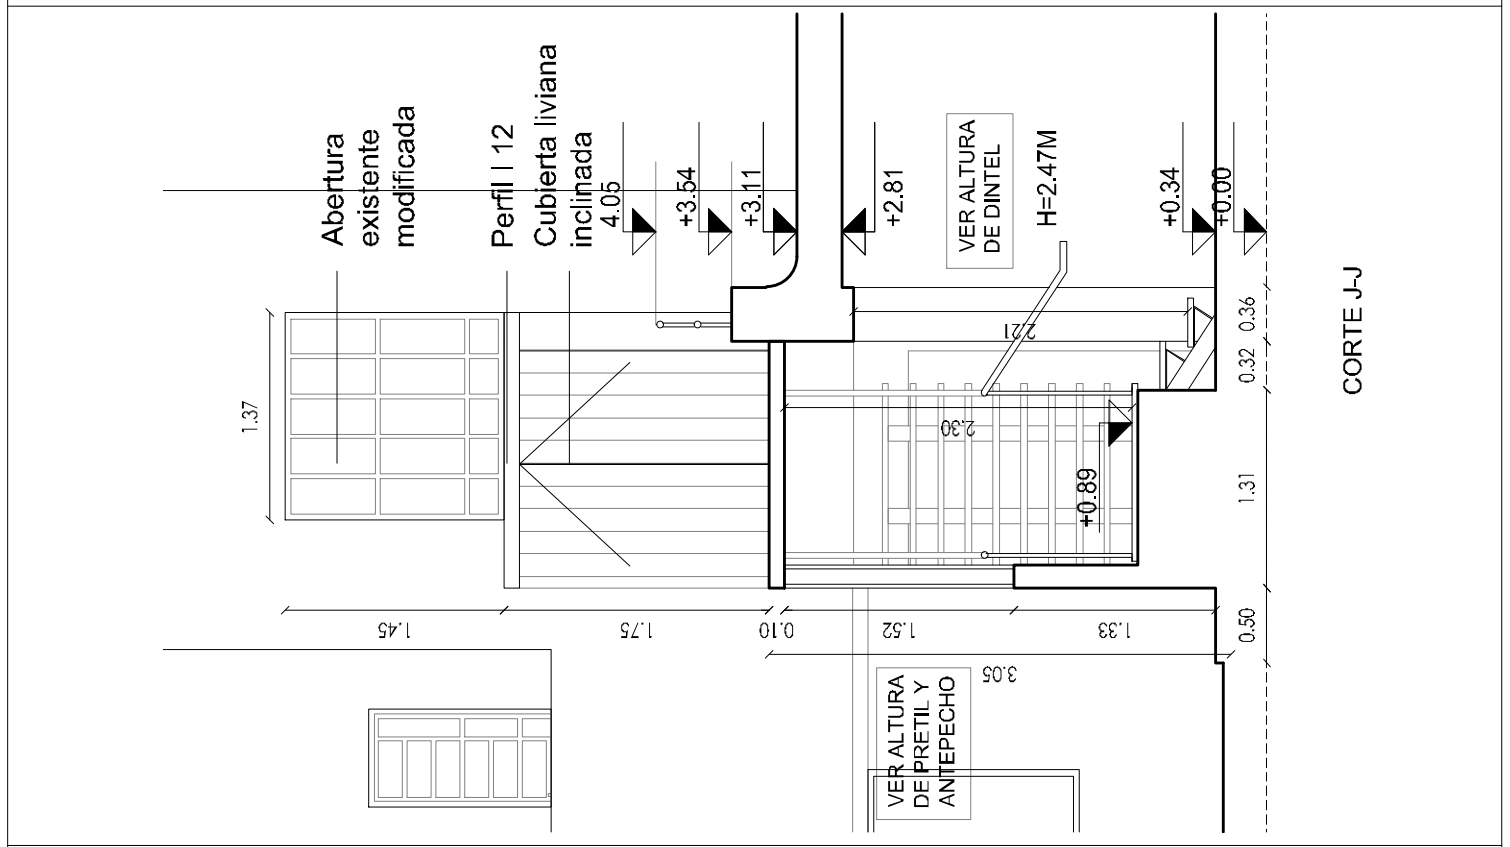 Abertura
existente
modificada
Perfil I 12
Cubierta liviana
inclinada
4.05
+3.54
+3.11
+2.81
VER ALTURA
DE DINTEL
H=2.47M
+0.34
+0.00
1.37
2.21
2.30
+0.89
0.36
0.32
1.31
0.50
1.45
1.75
0.10
1.52
1.33
3.05
VER ALTURA
DE PRETIL Y
ANTEPECHO
CORTE J-J